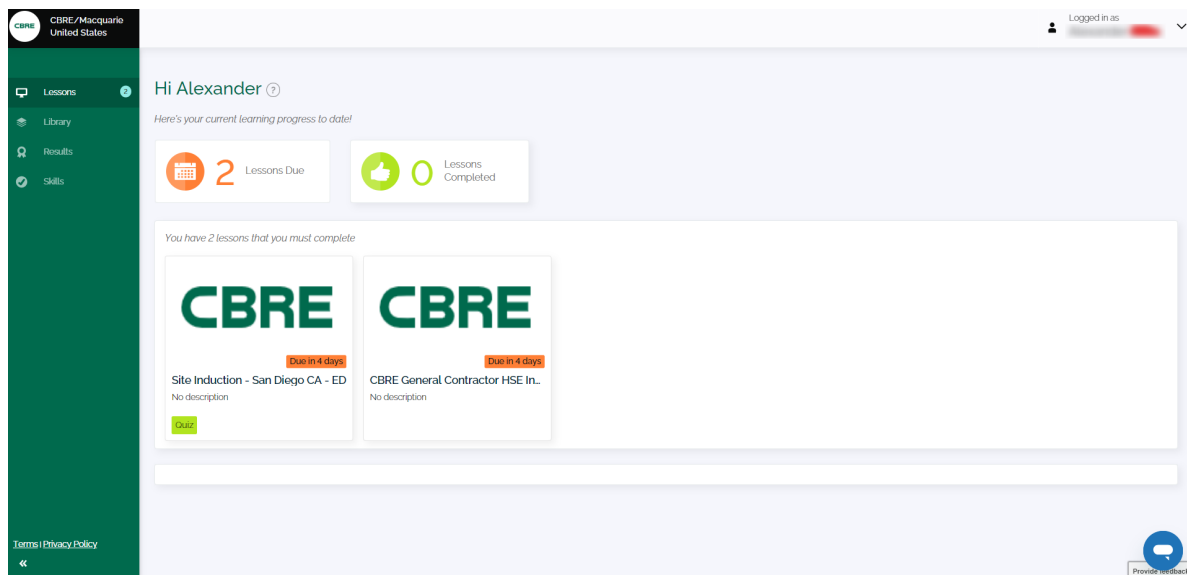 CBRE
CBRE/Macquarie
United States
Logged in as
Lessons
2
Library
Results
Skills
Hi Alexander ?
Here's your current learning progress to date!
2 Lessons Due
0 Lessons
Completed
You have 2 lessons that you must complete
CBRE
Due in 4 days
Site Induction - San Diego CA - ED
No description
Quiz
CBRE
Due in 4 days
CBRE General Contractor HSE In...
No description
Terms | Privacy Policy
«
Provide feedback